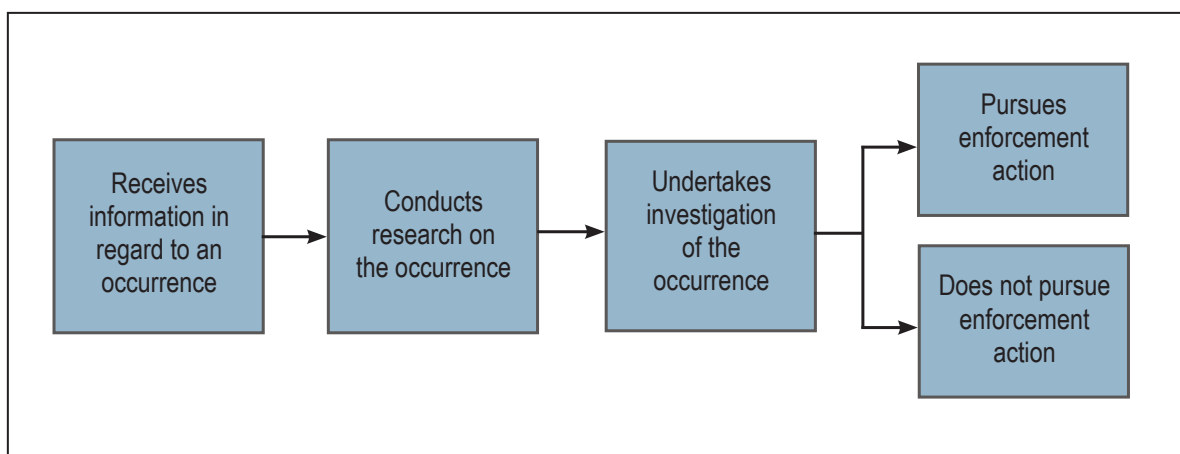 Receives
information in
regard to an
occurrence
Conducts
research on
the occurrence
Undertakes
investigation
of the
occurrence
Pursues
enforcement
action
Does not pursue
enforcement
action